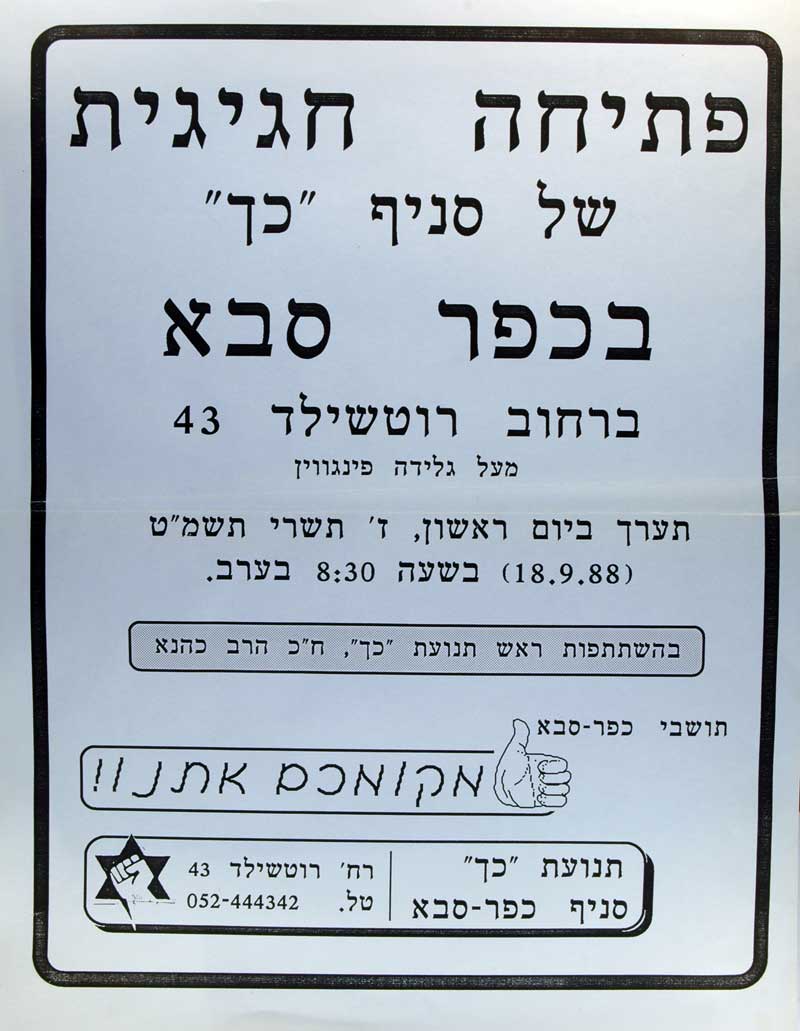 פתיחה חגיגית
של סניף "כך"
בכפר סבא
ברחוב רוטשילד 43
מעל גלידה פינגווין
תערך ביום ראשון, ז' תשרי תשמ"ט
(18.9.88) בשעה 8:30 בערב.
בהשתתפות ראש תנועת "כך", ח"כ הרב כהנא
תושבי כפר-סבא
מקומכם אתנו!!
תנועת "כך"
סניף כפר-סבא
רח' רוטשילד 43
טל. 052-444342